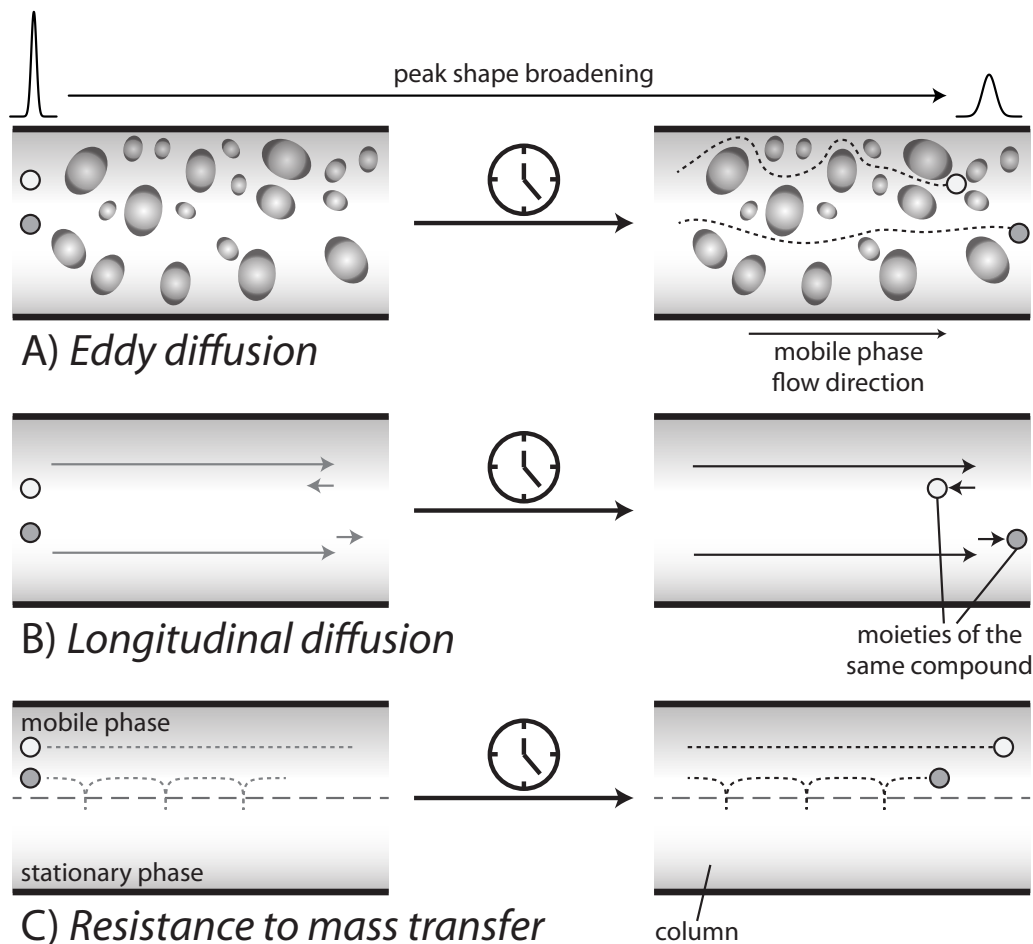 peak shape broadening
A) Eddy diffusion
mobile phase
flow direction
B) Longitudinal diffusion
moieties of the
same compound
mobile phase
stationary phase
C) Resistance to mass transfer
column